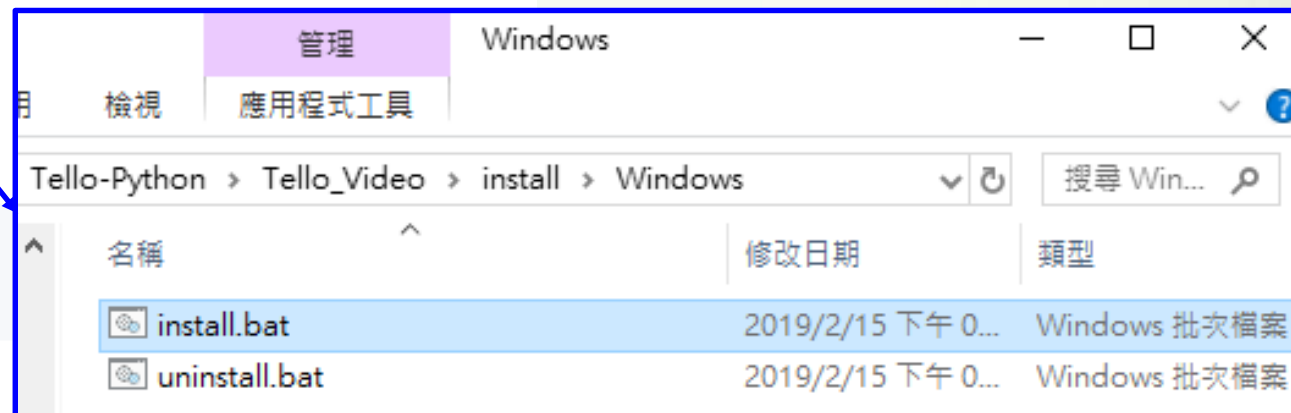 管理 Windows
檢視 應用程式工具
Tello-Python > Tello_Video > install > Windows 搜尋 Win...
名稱 修改日期 類型
install.bat 2019/2/15 下午 0... Windows 批次檔案
uninstall.bat 2019/2/15 下午 0... Windows 批次檔案